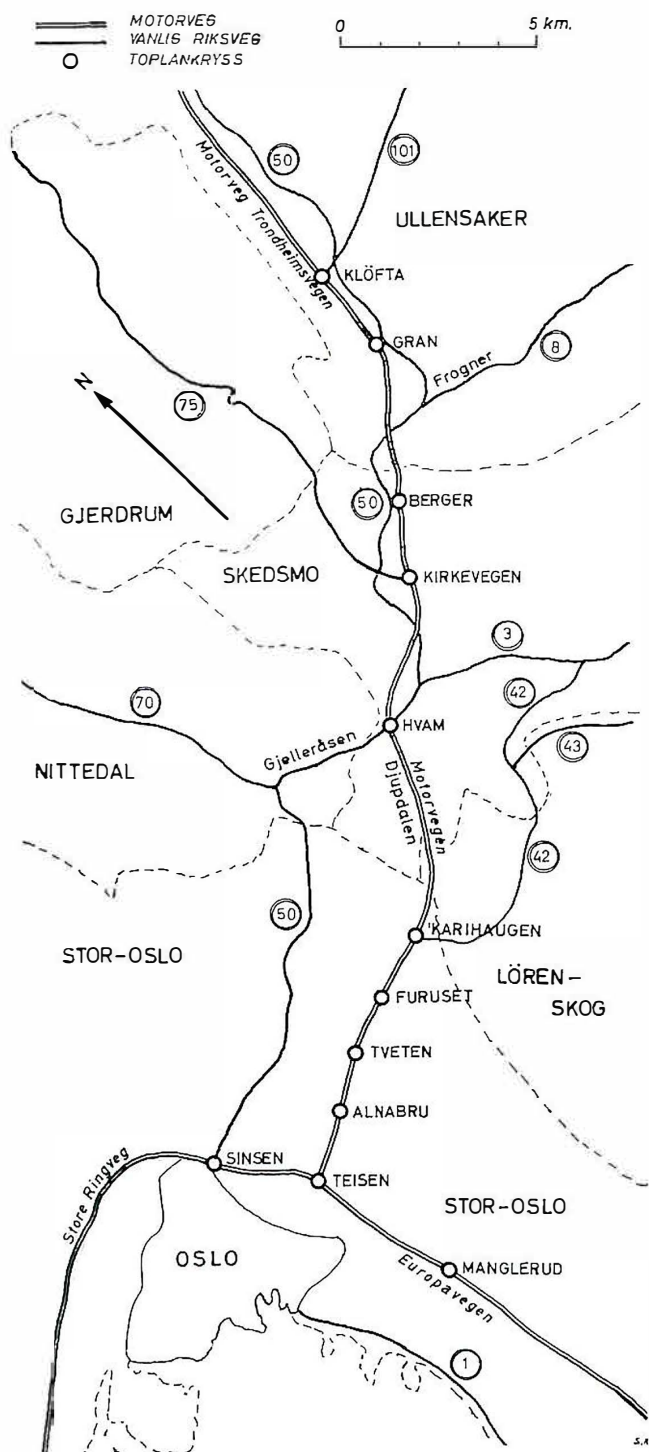 MOTORVEG
VANLIG RIKSVEG
TOPLANKRYSS
0 5 km.
50
101
Motorveg Trondheimsvegen
ULLENSAKER
KLÖFTA
GRAN
8
Frogner
N
75
50
BERGER
GJERDRUM
SKEDSMO
KIRKEVEGEN
3
42
70
HVAM
43
Gjelleråsen
NITTEDAL
Motorvegen
Djupdalen
42
50
KARIHAUGEN
STOR-OSLO
LÖREN-
SKOG
FURUSET
TVETEN
ALNABRU
SINSEN
TEISEN
Store Ringveg
STOR-OSLO
OSLO
MANGLERUD
Europavegen
1